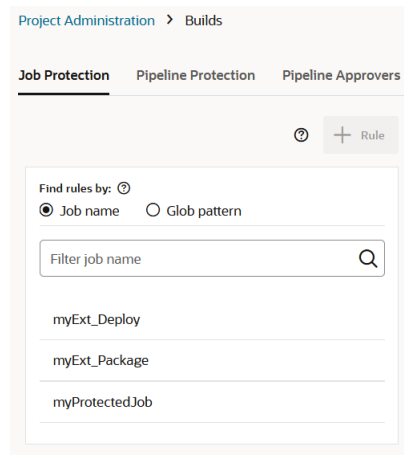 Project Administration > Builds
Job Protection Pipeline Protection Pipeline Approvers
? + Rule
Find rules by: ?
Job name Glob pattern
Filter job name
myExt_Deploy
myExt_Package
myProtectedJob